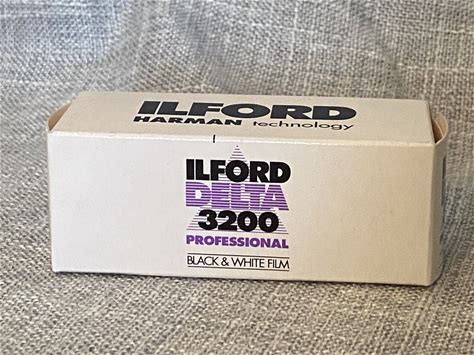 ILFORD
HARMAN technology
ILFORD
DELTA
3200
PROFESSIONAL
BLACK & WHITE FILM